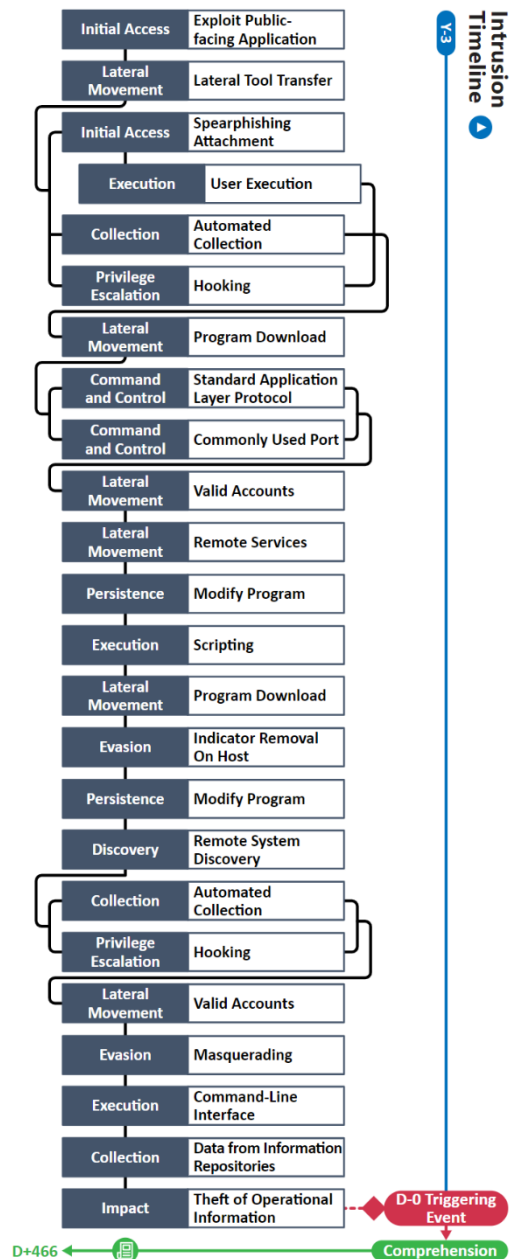 Intrusion
Timeline
Y-3
Initial Access
Exploit Public-
facing Application
Lateral
Movement
Lateral Tool Transfer
Initial Access
Spearphishing
Attachment
Execution
User Execution
Collection
Automated
Collection
Privilege
Escalation
Hooking
Lateral
Movement
Program Download
Command
and Control
Standard Application
Layer Protocol
Command
and Control
Commonly Used Port
Lateral
Movement
Valid Accounts
Lateral
Movement
Remote Services
Persistence
Modify Program
Execution
Scripting
Lateral
Movement
Program Download
Evasion
Indicator Removal
On Host
Persistence
Modify Program
Discovery
Remote System
Discovery
Collection
Automated
Collection
Privilege
Escalation
Hooking
Lateral
Movement
Valid Accounts
Evasion
Masquerading
Execution
Command-Line
Interface
Collection
Data from Information
Repositories
Impact
Theft of Operational
Information
D-0 Triggering
Event
D+466
Comprehension